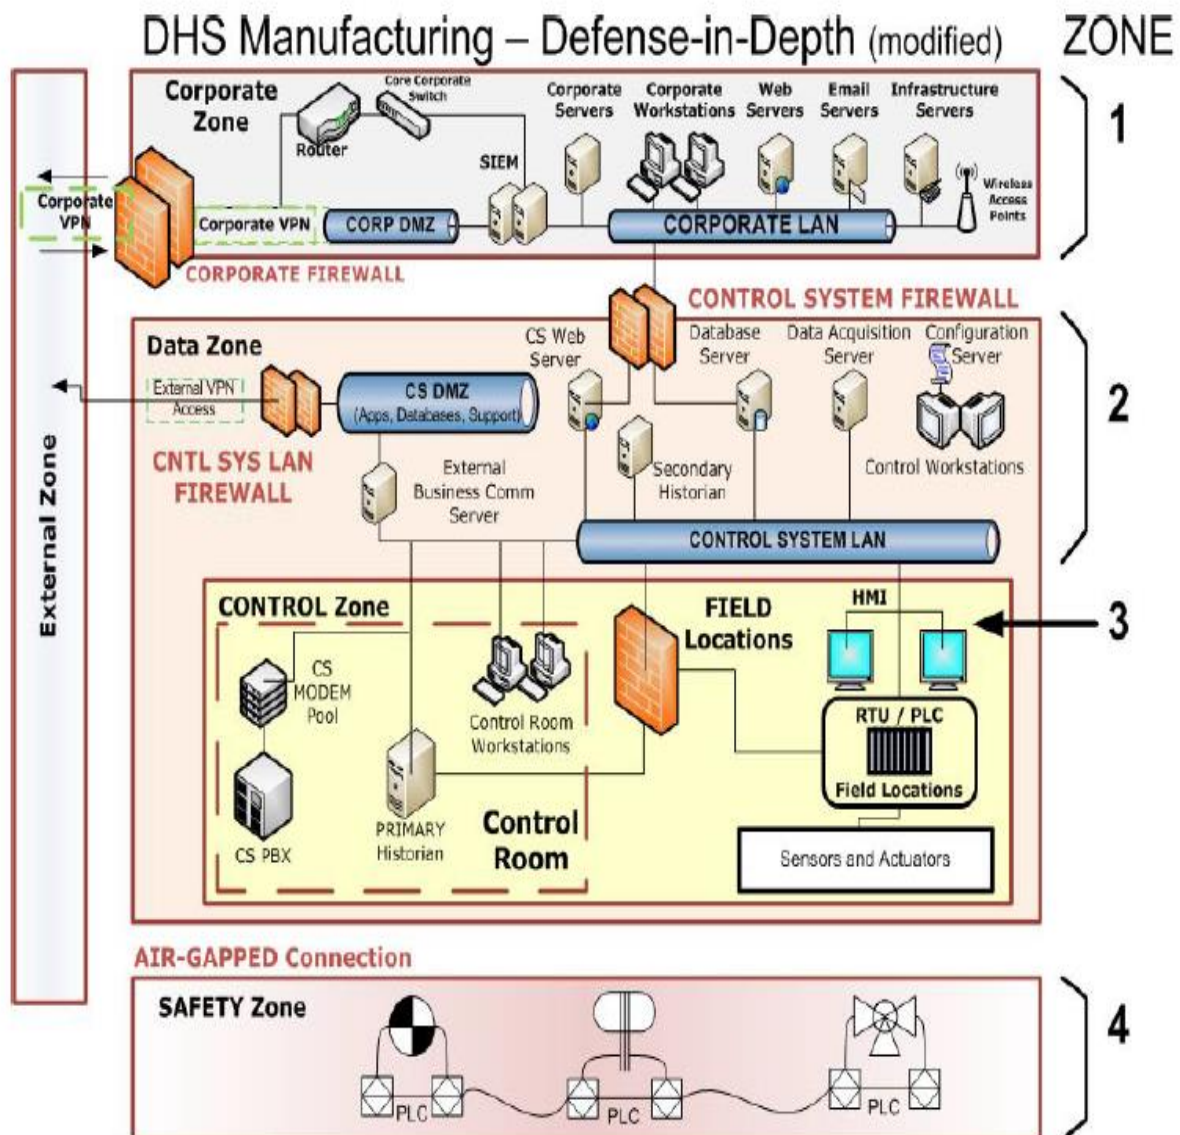 DHS Manufacturing – Defense-in-Depth (modified)
ZONE
Corporate
Zone
Router
Core Corporate
Switch
SIEM
Corporate
Servers
Corporate
Workstations
Web
Servers
Email
Servers
Infrastructure
Servers
Wireless
Access
Points
1
Corporate
VPN
Corporate VPN
CORP DMZ
CORPORATE LAN
CORPORATE FIREWALL
CONTROL SYSTEM FIREWALL
Data Zone
CS Web
Server
Database
Server
Data Acquisition
Server
Configuration
Server
External VPN
Access
CS DMZ
(Apps, Databases, Support)
2
CNTL SYS LAN
FIREWALL
External
Business Comm
Server
Secondary
Historian
Control Workstations
CONTROL SYSTEM LAN
External Zone
CONTROL Zone
FIELD
Locations
HMI
3
CS
MODEM
Pool
Control Room
Workstations
RTU / PLC
Field Locations
CS PBX
PRIMARY
Historian
Control
Room
Sensors and Actuators
AIR-GAPPED Connection
SAFETY Zone
4
PLC
PLC
PLC